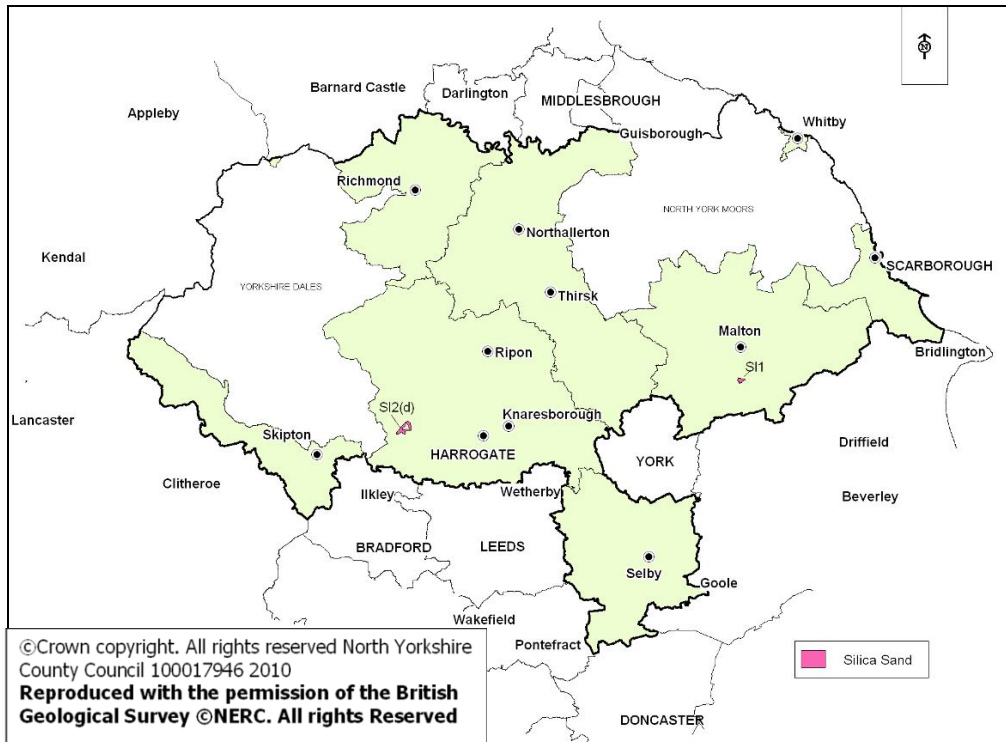 N
Barnard Castle
Darlington
MIDDLESBROUGH
Appleby
Guisborough
Whitby
Richmond
NORTH YORK MOORS
Northallerton
Kendal
SCARBOROUGH
YORKSHIRE DALES
Thirsk
Malton
Ripon
Bridlington
SI1
Lancaster
SI2(d)
Knaresborough
Skipton
HARROGATE
Driffield
YORK
Clitheroe
Ilkley
Wetherby
Beverley
BRADFORD
LEEDS
Selby
Goole
Wakefield
Pontefract
©Crown copyright. All rights reserved North Yorkshire
County Council 100017946 2010
Reproduced with the permission of the British
Geological Survey ©NERC. All rights Reserved
Silica Sand
DONCASTER